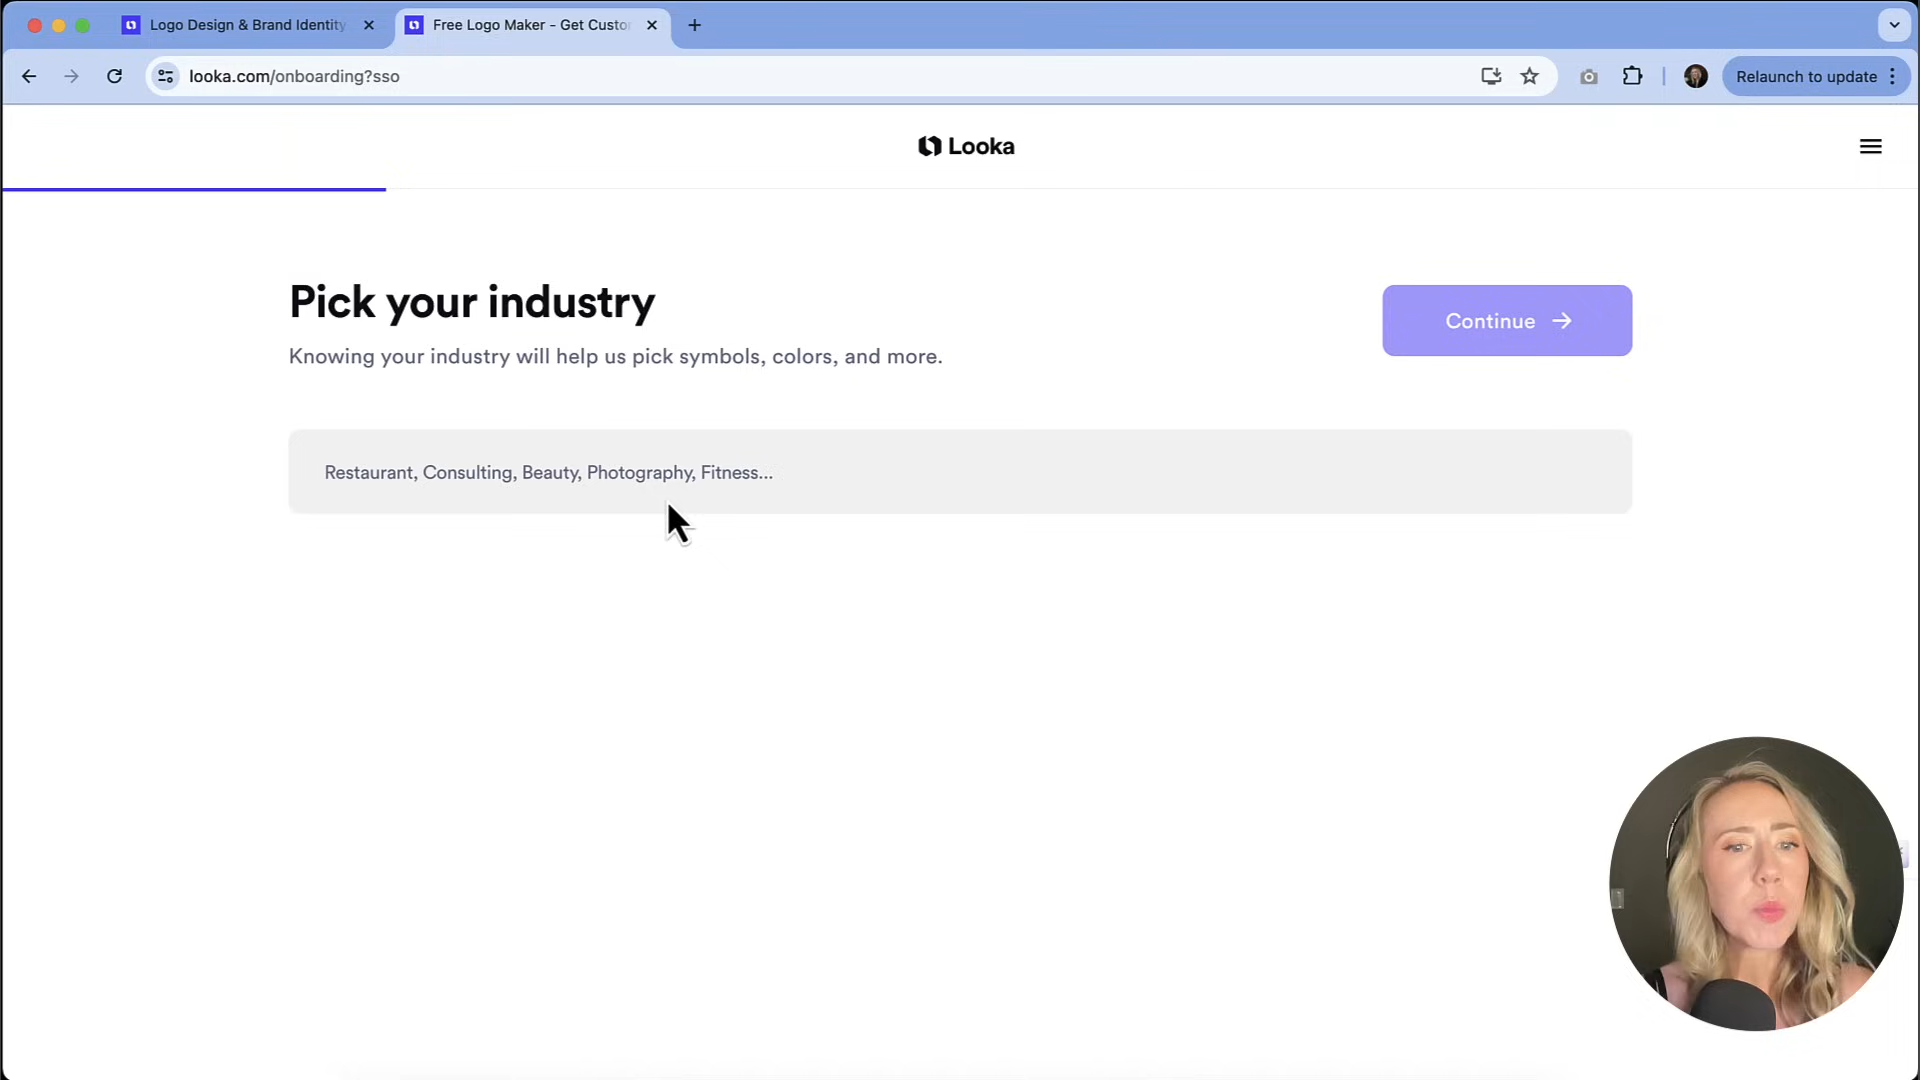 Logo Design & Brand Identity
Free Logo Maker - Get Custo
looka.com/onboarding?sso
Relaunch to update
Looka
Pick your industry
Continue
Knowing your industry will help us pick symbols, colors, and more.
Restaurant, Consulting, Beauty, Photography, Fitness...